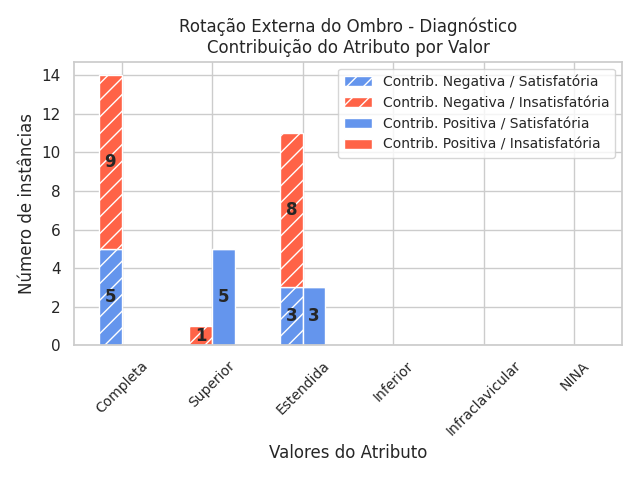 Rotação Externa do Ombro - Diagnóstico
Contribuição do Atributo por Valor
Contrib. Negativa / Satisfatória
Contrib. Negativa / Insatisfatória
Contrib. Positiva / Satisfatória
Contrib. Positiva / Insatisfatória
Número de instâncias
14
12
10
8
6
4
2
0
9
5
1
5
8
3
3
Completa
Superior
Estendida
Inferior
Infraclavicular
NINA
Valores do Atributo